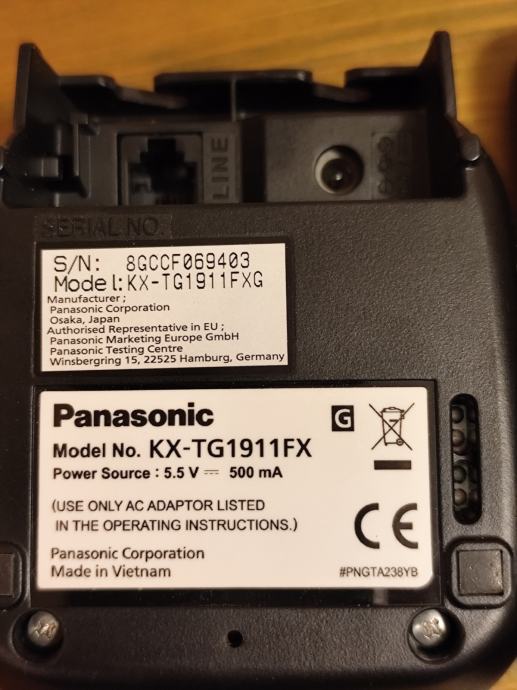 LINE
SERIAL NO.
S/N: 8GCCF069403
Model:KX-TG1911FXG
Manufacturer ;
Panasonic Corporation
Osaka, Japan
Authorised Representative in EU ;
Panasonic Marketing Europe GmbH
Panasonic Testing Centre
Winsbergring 15, 22525 Hamburg, Germany
Panasonic
G
Model No. KX-TG1911FX
Power Source : 5.5 V ⎓ 500 mA
(USE ONLY AC ADAPTOR LISTED
IN THE OPERATING INSTRUCTIONS.)
CE
Panasonic Corporation
Made in Vietnam
#PNGTA238YB